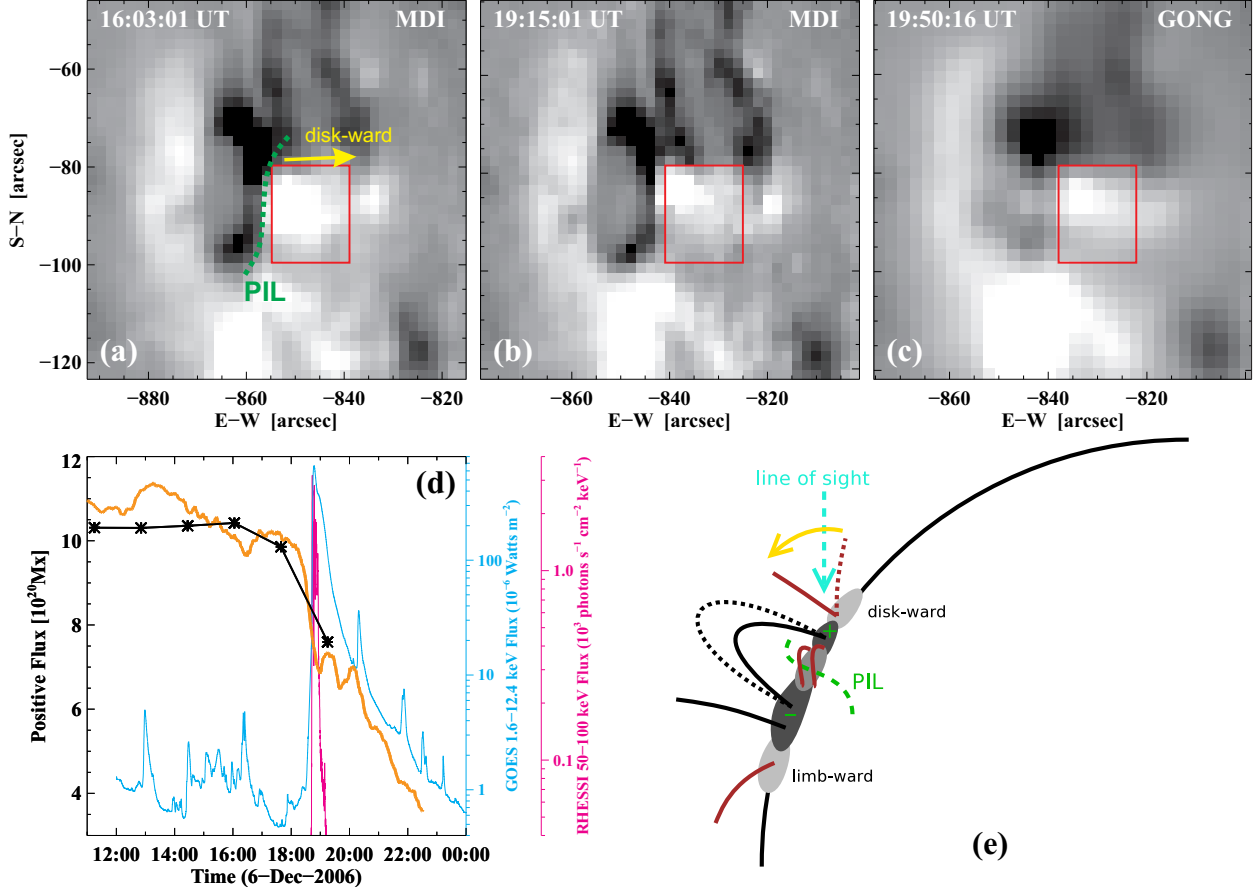 16:03:01 UT MDI
19:15:01 UT MDI
19:50:16 UT GONG
−60
−80
−100
−120
S−N [arcsec]
disk-ward
PIL
(a)
(b)
(c)
−880 −860 −840 −820
−860 −840 −820
−860 −840 −820
E−W [arcsec]
E−W [arcsec]
E−W [arcsec]
(d)
12
10
8
6
4
Positive Flux [10²⁰Mx]
12:00 14:00 16:00 18:00 20:00 22:00 00:00
Time (6−Dec−2006)
100
10
1
GOES 1.6−12.4 keV Flux (10⁻⁶ Watts m⁻²)
1.0
0.1
RHESSI 50−100 keV Flux (10³ photons s⁻¹ cm⁻² keV⁻¹)
line of sight
disk-ward
+
PIL
−
limb-ward
(e)